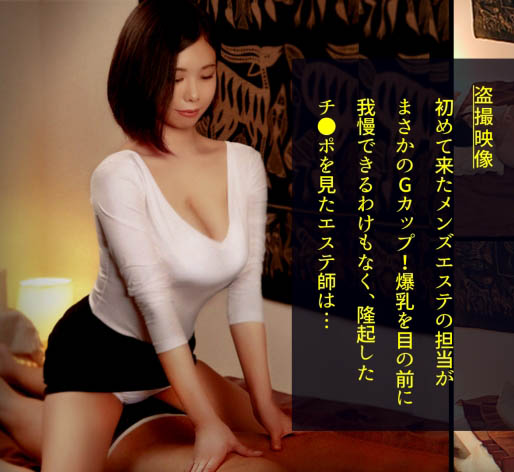 盗撮映像
初めて来たメンズエステの担当が
まさかのGカップ!爆乳を目の前に
我慢できるわけもなく、隆起した
チ●ポを見たエステ師は…